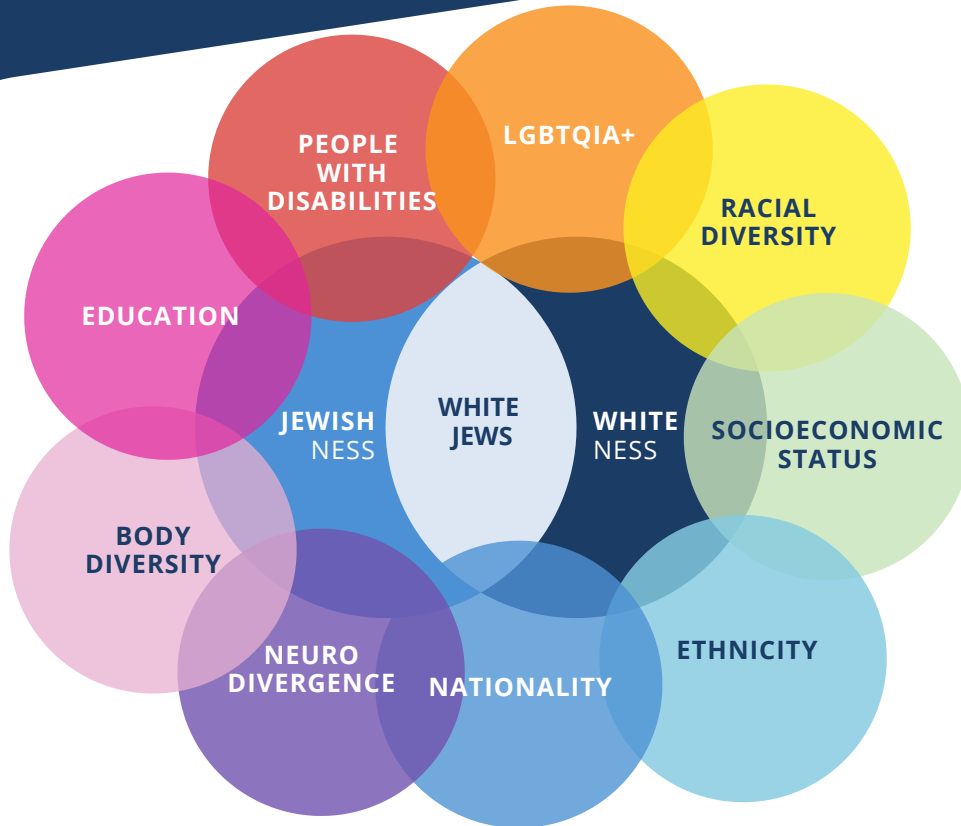 PEOPLE
WITH
DISABILITIES
LGBTQIA+
RACIAL
DIVERSITY
EDUCATION
JEWISH
NESS
WHITE
JEWS
WHITE
NESS
SOCIOECONOMIC
STATUS
BODY
DIVERSITY
NEURO
DIVERGENCE
NATIONALITY
ETHNICITY